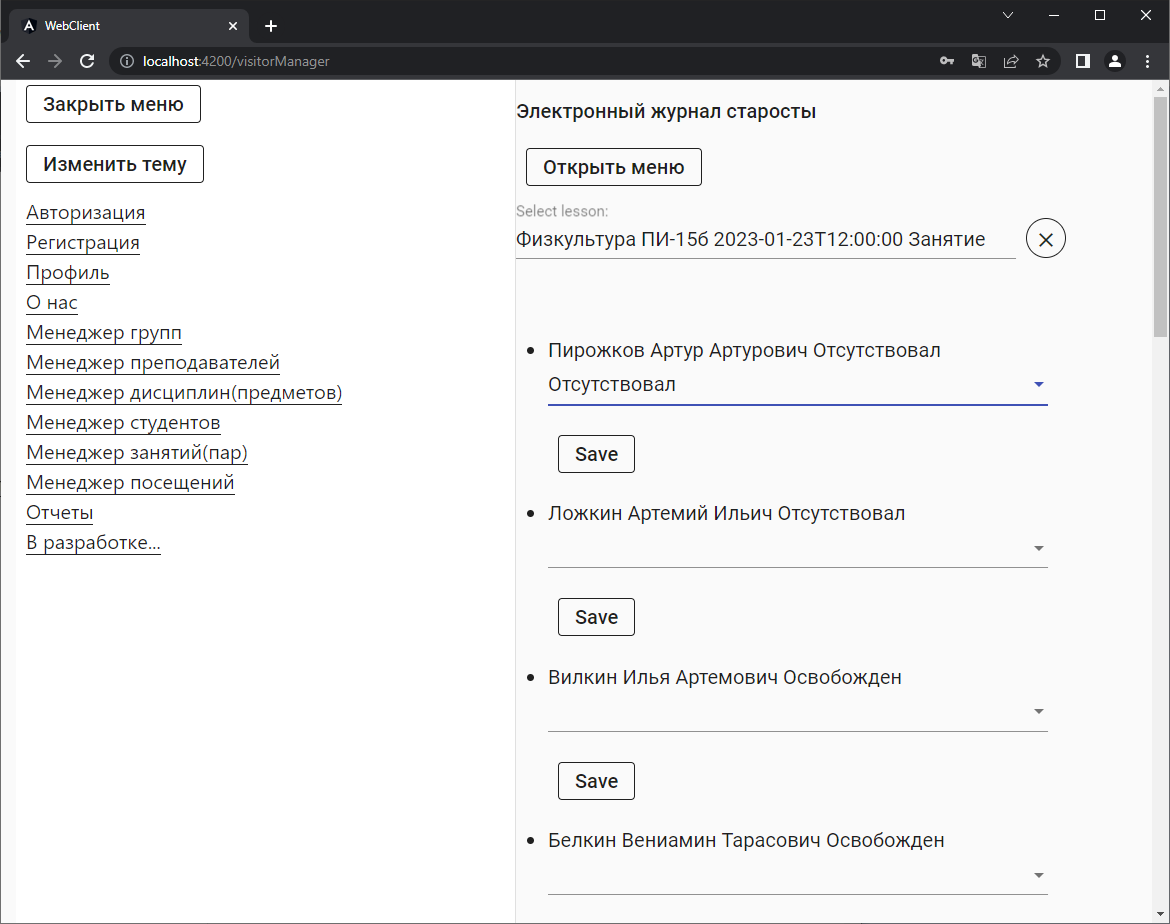 WebClient
localhost:4200/visitorManager
Закрыть меню
Изменить тему
Авторизация
Регистрация
Профиль
О нас
Менеджер групп
Менеджер преподавателей
Менеджер дисциплин(предметов)
Менеджер студентов
Менеджер занятий(пар)
Менеджер посещений
Отчеты
В разработке...
Электронный журнал старосты
Открыть меню
Select lesson:
Физкультура ПИ-15б 2023-01-23T12:00:00 Занятие
Пирожков Артур Артурович Отсутствовал
Отсутствовал
Save
Ложкин Артемий Ильич Отсутствовал
Save
Вилкин Илья Артемович Освобожден
Save
Белкин Вениамин Тарасович Освобожден